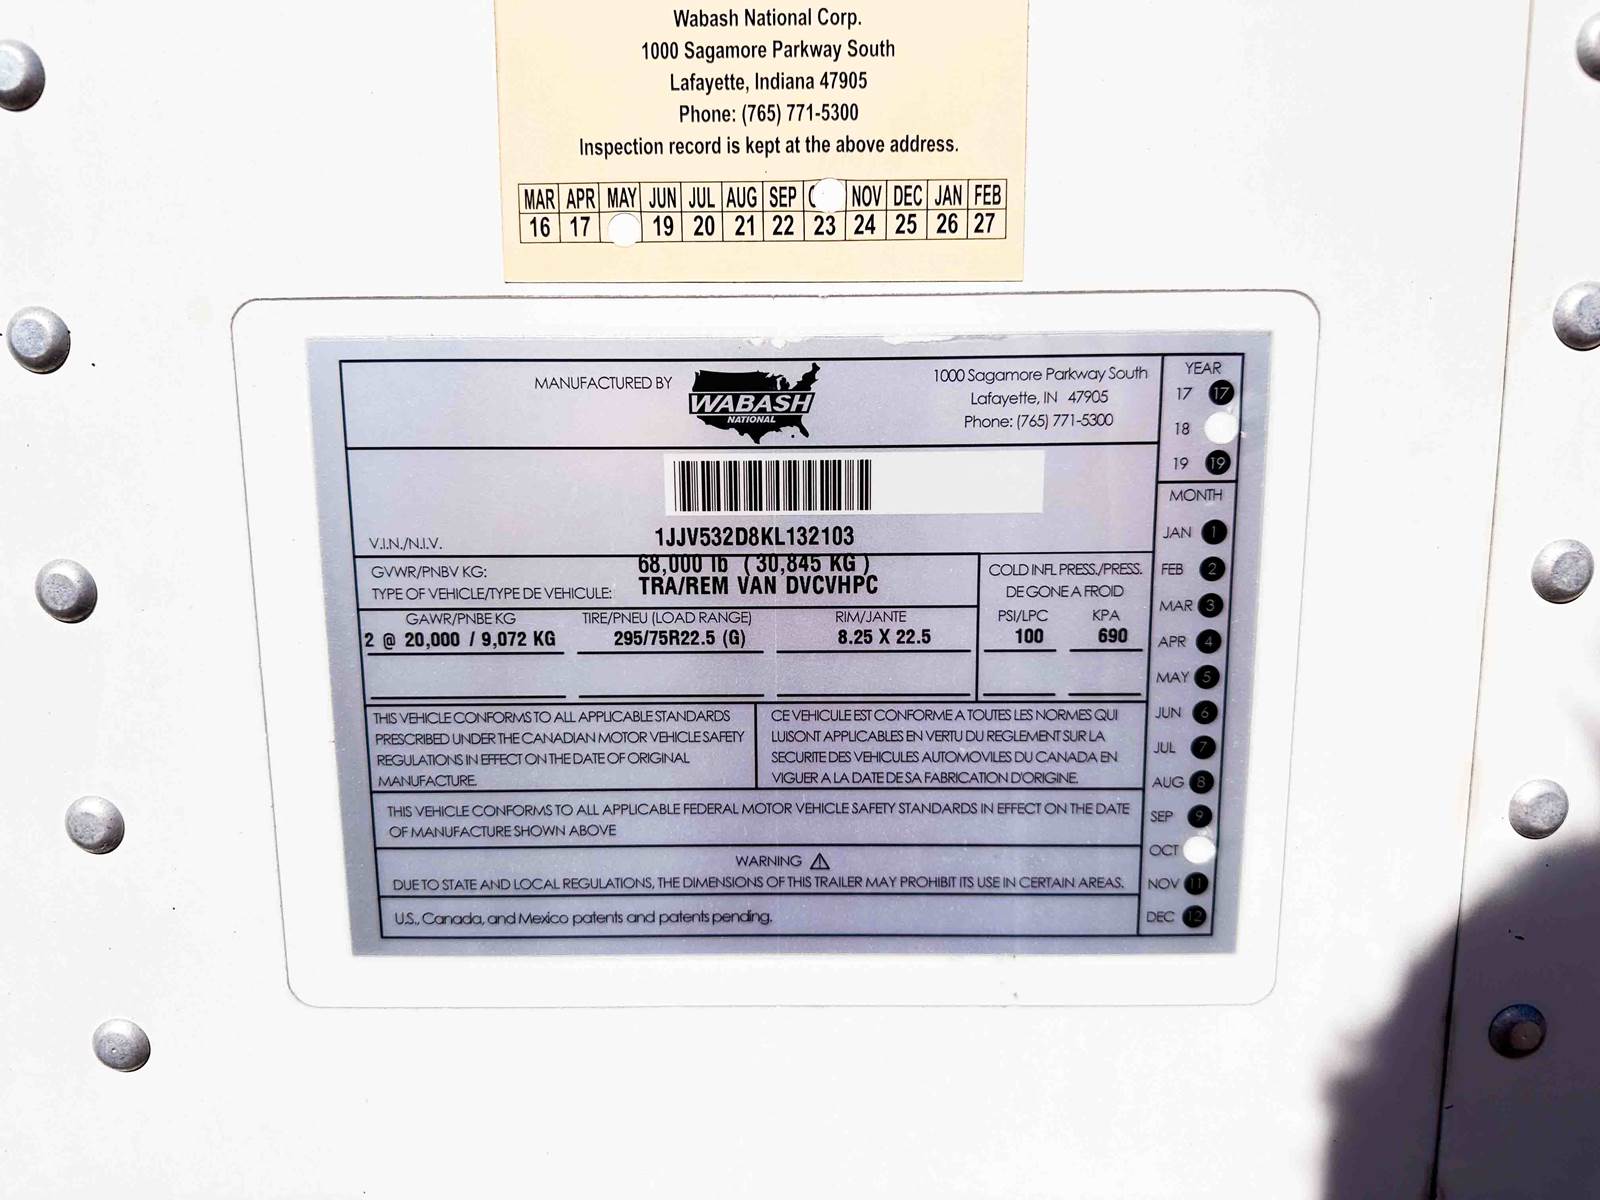 Wabash National Corp.
1000 Sagamore Parkway South
Lafayette, Indiana 47905
Phone: (765) 771-5300
Inspection record is kept at the above address.
MAR APR MAY JUN JUL AUG SEP NOV DEC JAN FEB
16 17 19 20 21 22 23 24 25 26 27
MANUFACTURED BY
WABASH
NATIONAL
1000 Sagamore Parkway South
Lafayette, IN 47905
Phone: (765) 771-5300
YEAR
17 17
18
19 19
MONTH
JAN 1
FEB 2
MAR 3
APR 4
MAY 5
JUN 6
JUL 7
AUG 8
SEP 9
OCT
NOV 11
DEC 12
V.I.N./N.I.V. 1JJV532D8KL132103
GVWR/PNBV KG: 68,000 lb (30,845 KG)
TYPE OF VEHICLE/TYPE DE VEHICULE: TRA/REM VAN DVCVHPC
COLD INFL PRESS./PRESS.
DE GONE A FROID
GAWR/PNBE KG TIRE/PNEU (LOAD RANGE) RIM/JANTE PSI/LPC KPA
2 @ 20,000 / 9,072 KG 295/75R22.5 (G) 8.25 X 22.5 100 690
THIS VEHICLE CONFORMS TO ALL APPLICABLE STANDARDS
PRESCRIBED UNDER THE CANADIAN MOTOR VEHICLE SAFETY
REGULATIONS IN EFFECT ON THE DATE OF ORIGINAL
MANUFACTURE.
CE VEHICULE EST CONFORME A TOUTES LES NORMES QUI
LUISONT APPLICABLES EN VERTU DU REGLEMENT SUR LA
SECURITE DES VEHICULES AUTOMOVILES DU CANADA EN
VIGUER A LA DATE DE SA FABRICATION D'ORIGINE.
THIS VEHICLE CONFORMS TO ALL APPLICABLE FEDERAL MOTOR VEHICLE SAFETY STANDARDS IN EFFECT ON THE DATE
OF MANUFACTURE SHOWN ABOVE
WARNING
DUE TO STATE AND LOCAL REGULATIONS, THE DIMENSIONS OF THIS TRAILER MAY PROHIBIT ITS USE IN CERTAIN AREAS.
U.S., Canada, and Mexico patents and patents pending.